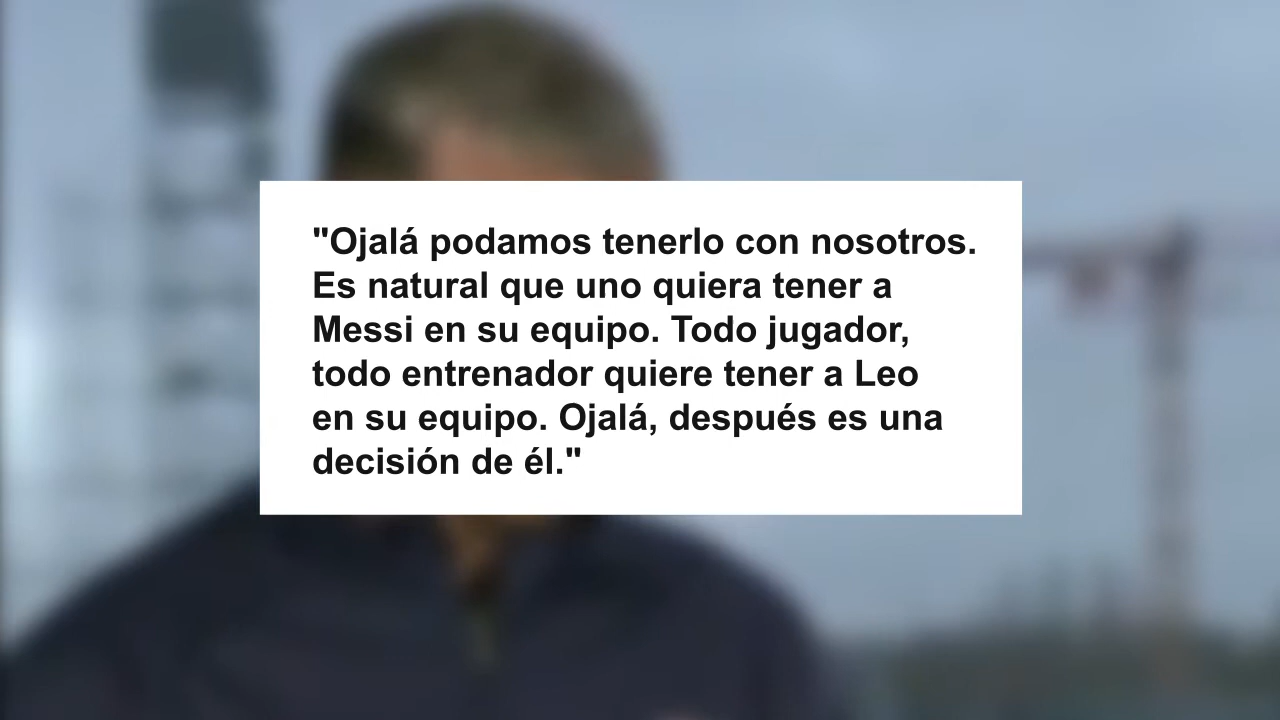 "Ojalá podamos tenerlo con nosotros.
Es natural que uno quiera tener a
Messi en su equipo. Todo jugador,
todo entrenador quiere tener a Leo
en su equipo. Ojalá, después es una
decisión de él."